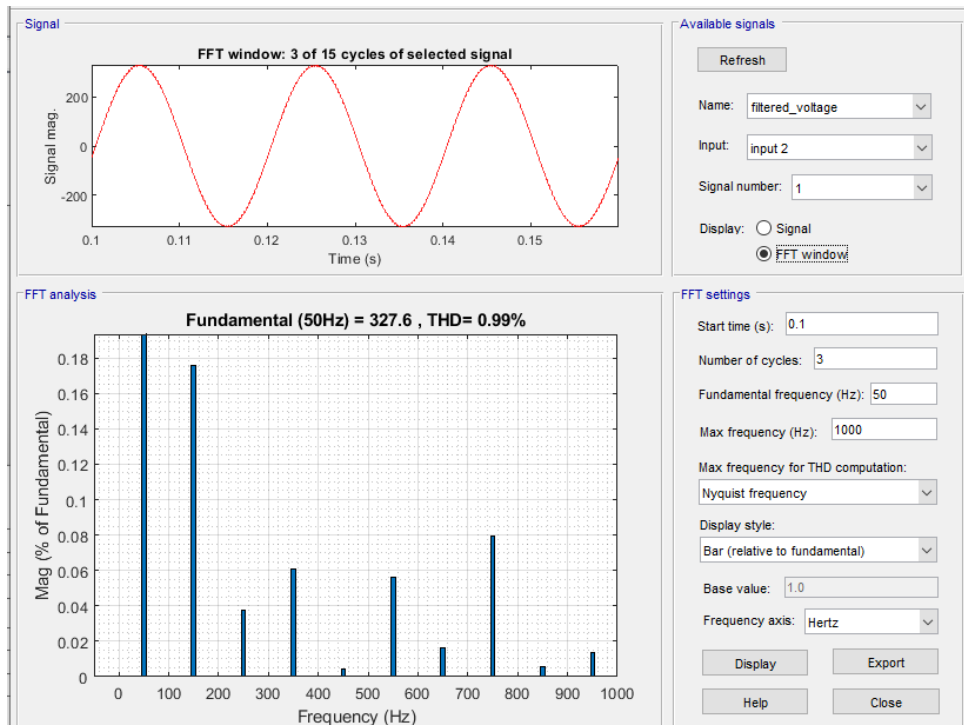 Signal
FFT window: 3 of 15 cycles of selected signal
Signal mag.
200
0
-200
0.1 0.11 0.12 0.13 0.14 0.15
Time (s)
Available signals
Refresh
Name: filtered_voltage
Input: input 2
Signal number: 1
Display: Signal
FFT window
FFT analysis
Fundamental (50Hz) = 327.6 , THD= 0.99%
Mag (% of Fundamental)
0.18
0.16
0.14
0.12
0.1
0.08
0.06
0.04
0.02
0
0 100 200 300 400 500 600 700 800 900 1000
Frequency (Hz)
FFT settings
Start time (s): 0.1
Number of cycles: 3
Fundamental frequency (Hz): 50
Max frequency (Hz): 1000
Max frequency for THD computation:
Nyquist frequency
Display style:
Bar (relative to fundamental)
Base value: 1.0
Frequency axis: Hertz
Display Export
Help Close